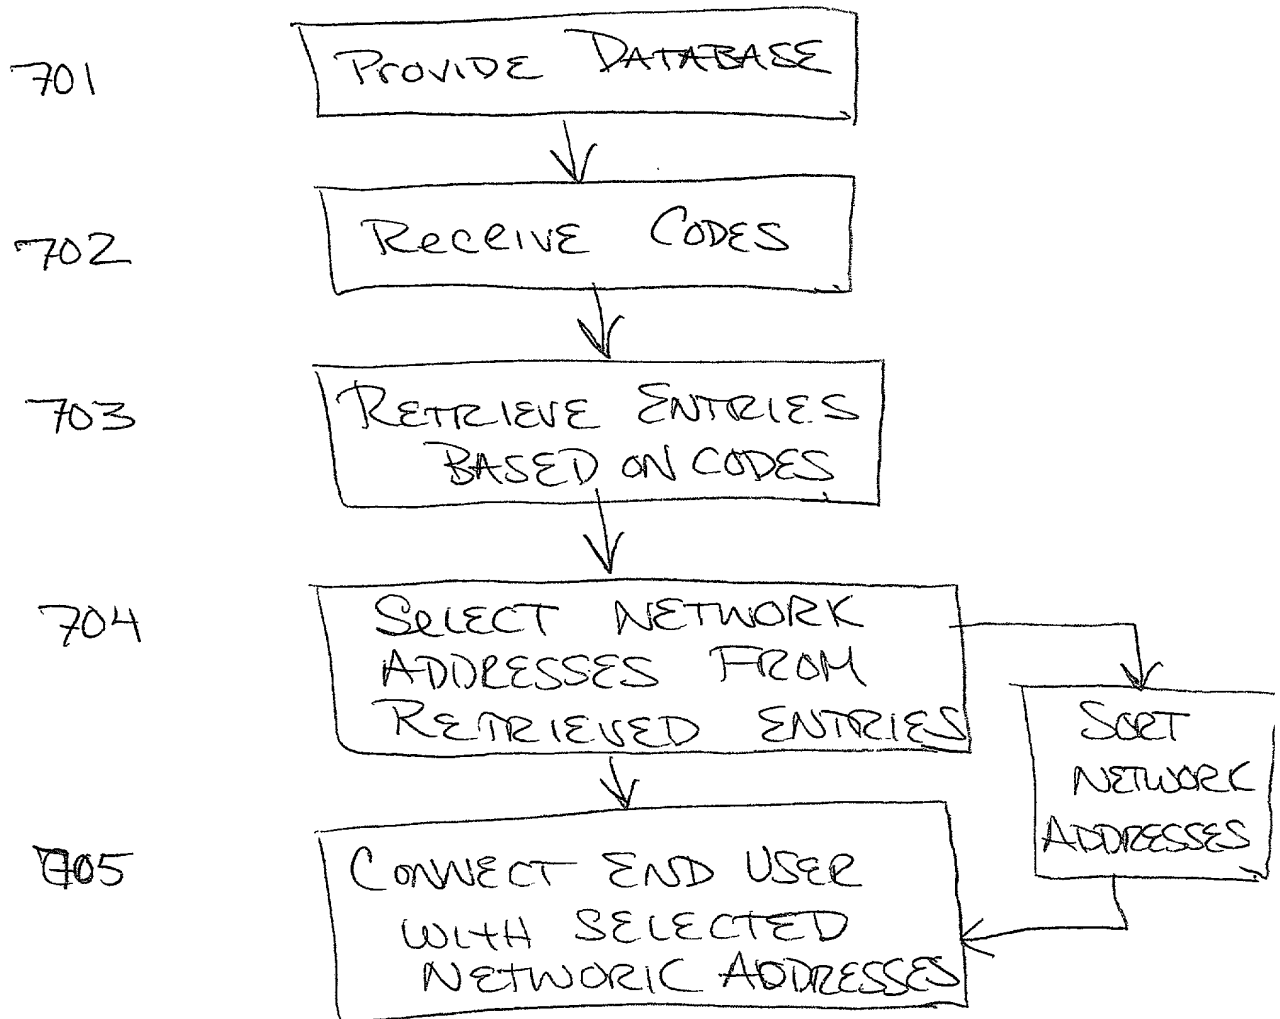 701
PROVIDE DATABASE
702
RECEIVE CODES
703
RETRIEVE ENTRIES
BASED ON CODES
704
SELECT NETWORK
ADDRESSES FROM
RETRIEVED ENTRIES
SORT
NETWORK
ADDRESSES
705
CONNECT END USER
WITH SELECTED
NETWORK ADDRESSES